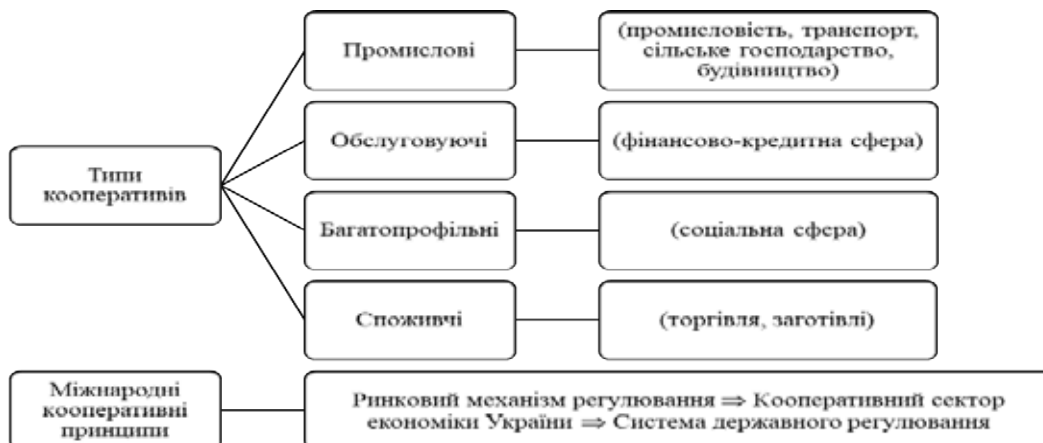 Типи
кооперативів
Промислові
(промисловість, транспорт,
сільське господарство,
будівництво)
Обслуговуючі
(фінансово-кредитна сфера)
Багатопрофільні
(соціальна сфера)
Споживчі
(торгівля, заготівлі)
Міжнародні
кооперативні
принципи
Ринковий механізм регулювання ⇒ Кооперативний сектор
економіки України ⇒ Система державного регулювання